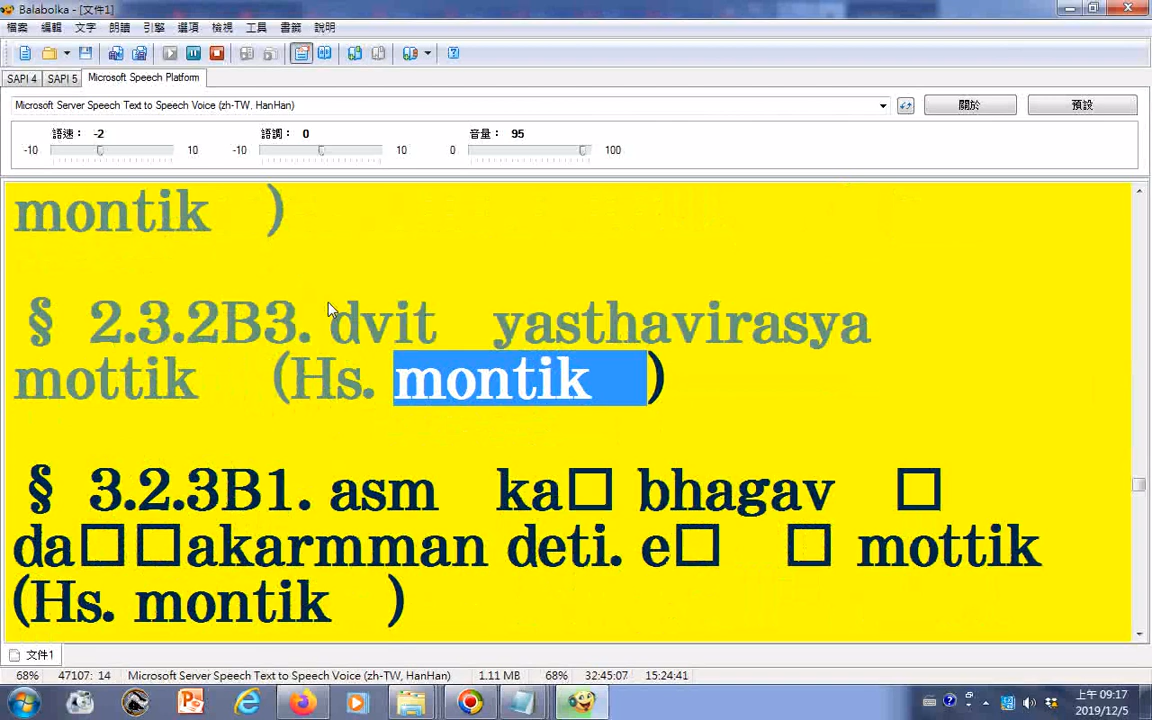 Balabolka - [文件1]
檔案 編輯 文字 朗讀 引擎 選項 檢視 工具 書籤 說明
SAPI 4 SAPI 5 Microsoft Speech Platform
Microsoft Server Speech Text to Speech Voice (zh-TW, HanHan) 關於 預設
語速： -2 語調： 0 音量： 95
-10 10 -10 10 0 100
montik )
§ 2.3.2B3. dvit yasthavirasya
mottik (Hs. montik )
§ 3.2.3B1. asm ka□ bhagav □
da□□akarmman deti. e□ □ mottik
(Hs. montik )
文件1
68% 47107: 14 Microsoft Server Speech Text to Speech Voice (zh-TW, HanHan) 1.11 MB 68% 32:45:07 15:24:41
上午 09:17
2019/12/5